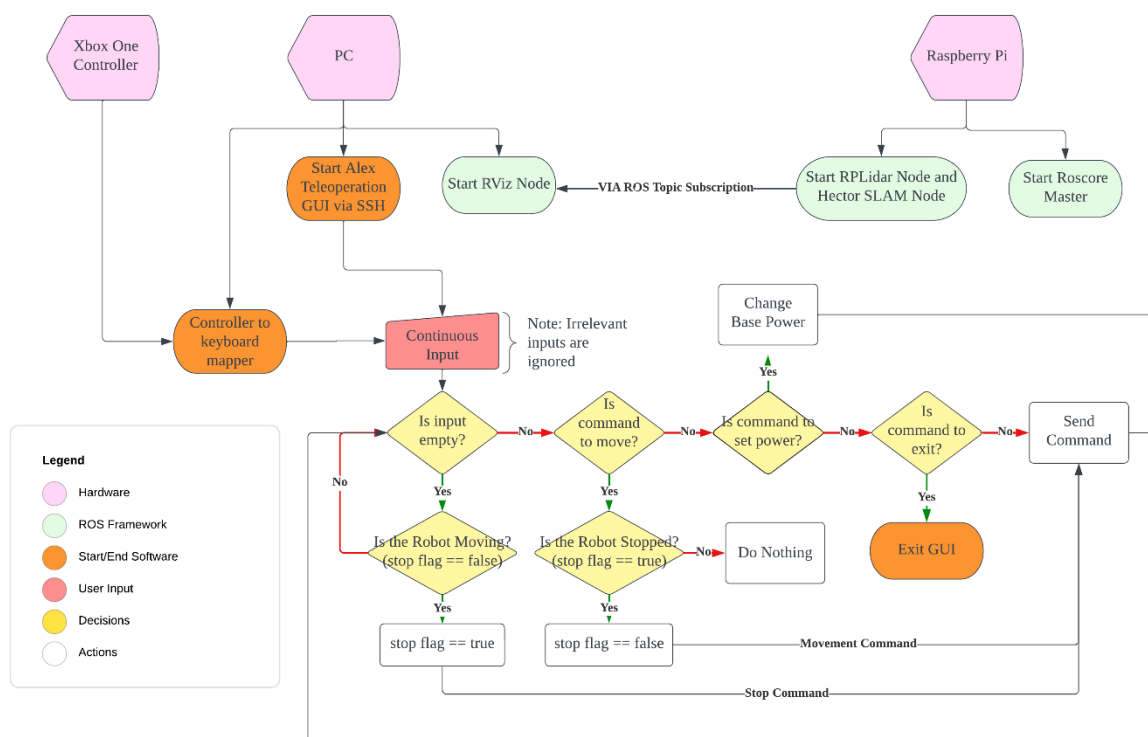 Xbox One
Controller
PC
Raspberry Pi
Start Alex
Teleoperation
GUI via SSH
Start RViz Node
VIA ROS Topic Subscription
Start RPLidar Node and
Hector SLAM Node
Start Roscore
Master
Controller to
keyboard
mapper
Continuous
Input
Note: Irrelevant
inputs are
ignored
Change
Base Power
Yes
Is input
empty?
No
Is
command
to move?
No
Is command to
set power?
No
Is
command to
exit?
No
Send
Command
No
Yes
Yes
Yes
Is the Robot Moving?
(stop flag == false)
Is the Robot Stopped?
(stop flag == true)
No
Do Nothing
Exit GUI
Yes
Yes
stop flag == true
stop flag == false
Movement Command
Stop Command
Legend
Hardware
ROS Framework
Start/End Software
User Input
Decisions
Actions